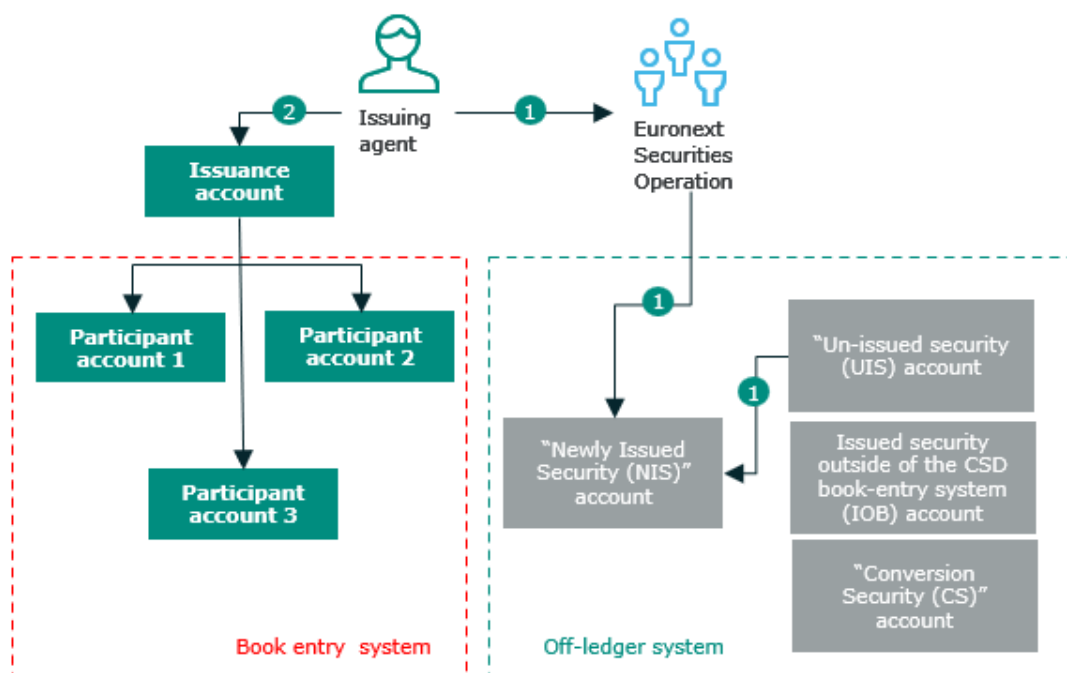 2
Issuing
agent
1
Euronext
Securities
Operation
Issuance
account
1
Participant
account 1
Participant
account 2
Participant
account 3
Book entry  system
"Un-issued security
(UIS) account
1
"Newly Issued
Security (NIS)"
account
Issued security
outside of the CSD
book-entry system
(IOB) account
"Conversion
Security (CS)"
account
Off-ledger system